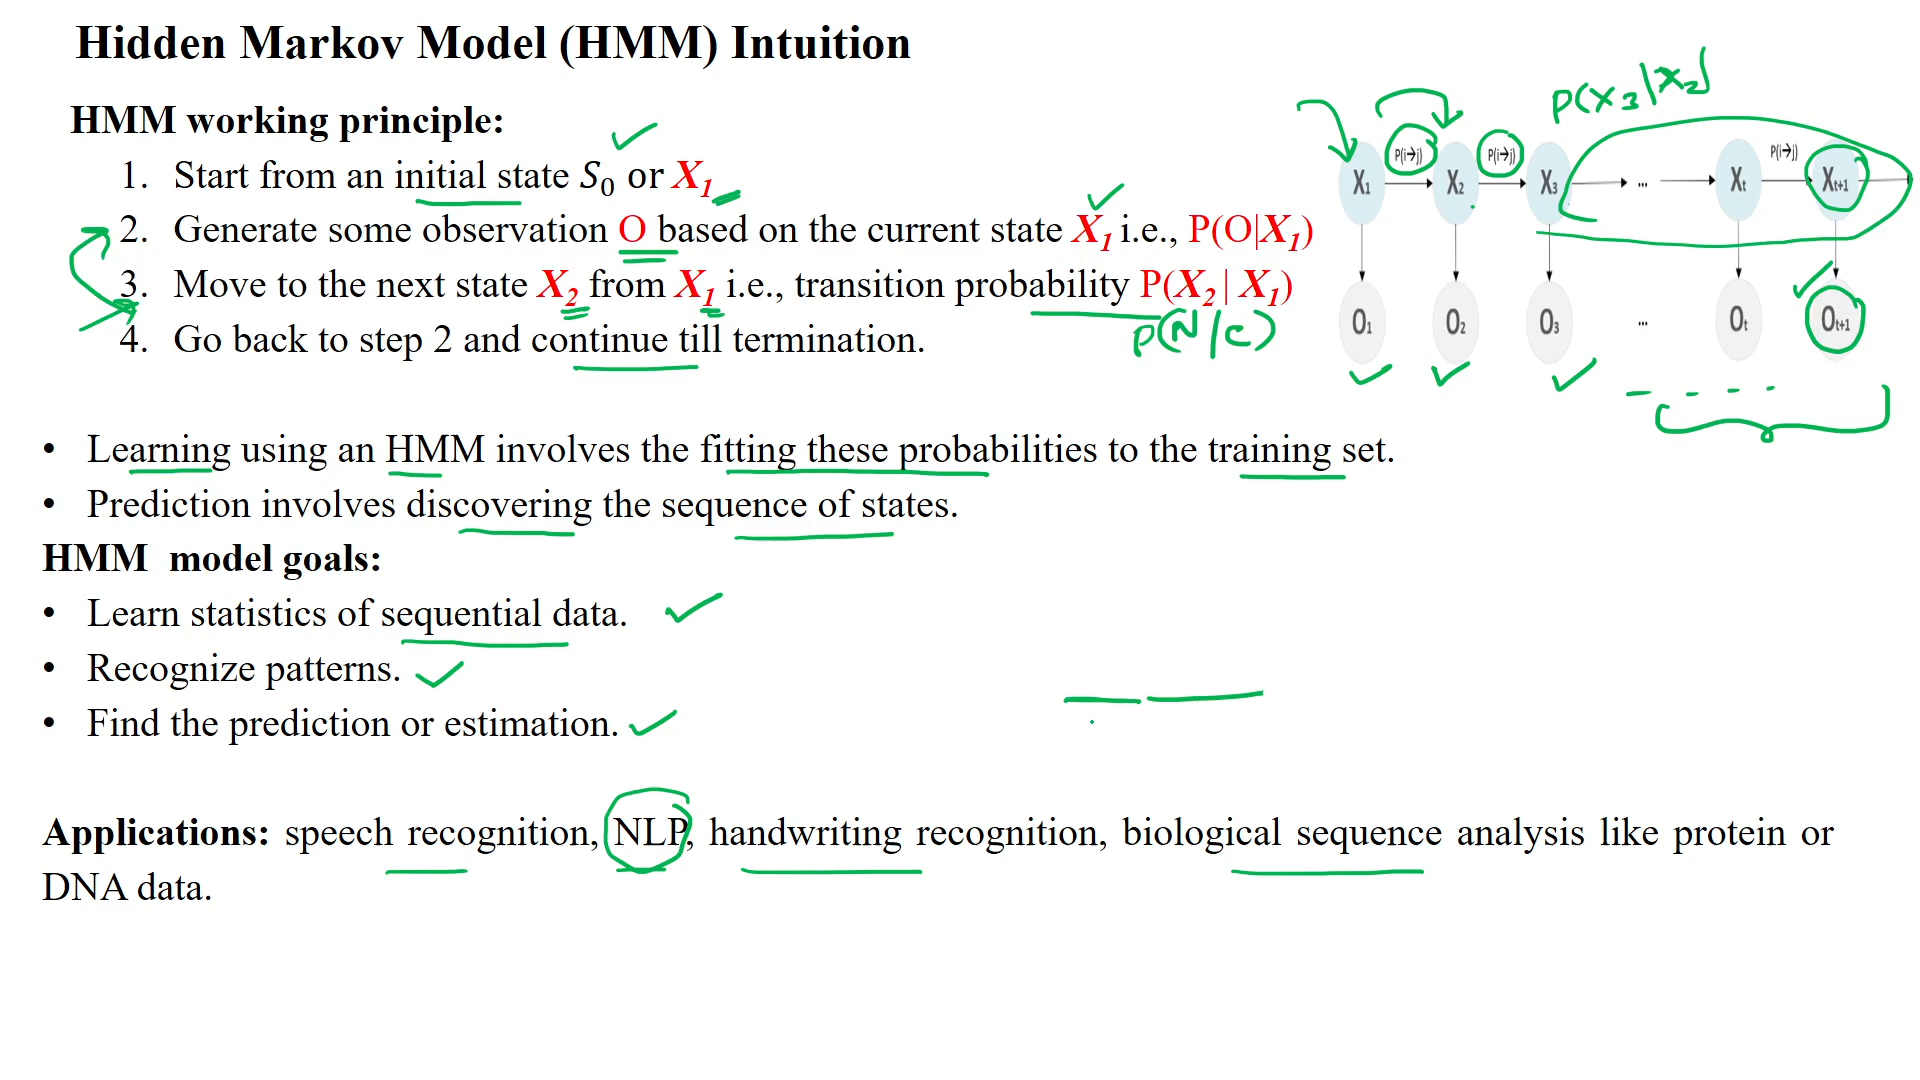 Hidden Markov Model (HMM) Intuition
HMM working principle:
1. Start from an initial state S₀ or X₁
2. Generate some observation O based on the current state X₁ i.e., P(O|X₁)
3. Move to the next state X₂ from X₁ i.e., transition probability P(X₂ | X₁)
P(N/C)
4. Go back to step 2 and continue till termination.
P(X₃|X₂)
X₁ P(i→j) X₂ P(i→j) X₃ ... Xt P(i→j) Xt+1
O₁ O₂ O₃ ... Ot Ot+1
• Learning using an HMM involves the fitting these probabilities to the training set.
• Prediction involves discovering the sequence of states.
HMM model goals:
• Learn statistics of sequential data.
• Recognize patterns.
• Find the prediction or estimation.
Applications: speech recognition, NLP, handwriting recognition, biological sequence analysis like protein or
DNA data.